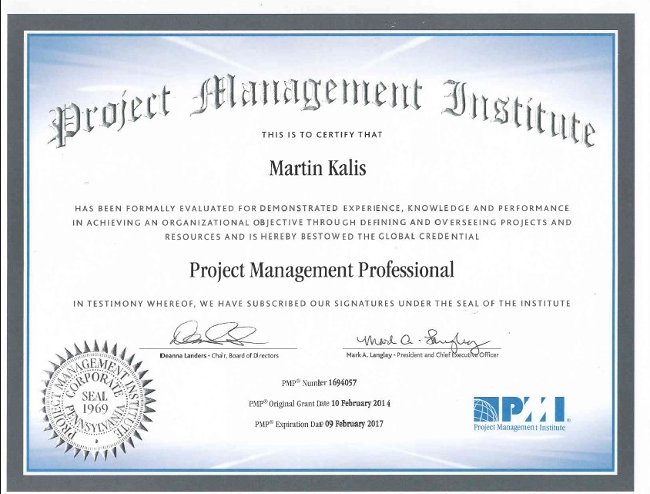 Project Management Institute
THIS IS TO CERTIFY THAT
Martin Kalis
HAS BEEN FORMALLY EVALUATED FOR DEMONSTRATED EXPERIENCE, KNOWLEDGE AND PERFORMANCE
IN ACHIEVING AN ORGANIZATIONAL OBJECTIVE THROUGH DEFINING AND OVERSEEING PROJECTS AND
RESOURCES AND IS HEREBY BESTOWED THE GLOBAL CREDENTIAL
Project Management Professional
IN TESTIMONY WHEREOF, WE HAVE SUBSCRIBED OUR SIGNATURES UNDER THE SEAL OF THE INSTITUTE
Mark A. Langley
Deanna Landers - Chair, Board of Directors
Mark A. Langley - President and Chief Executive Officer
PROJECT MANAGEMENT INSTITUTE
CORPORATE
SEAL
1969
PENNSYLVANIA
PMP® Number 1694057
PMP® Original Grant Date 10 February 2014
PMP® Expiration Date 09 February 2017
PMI®
Project Management Institute